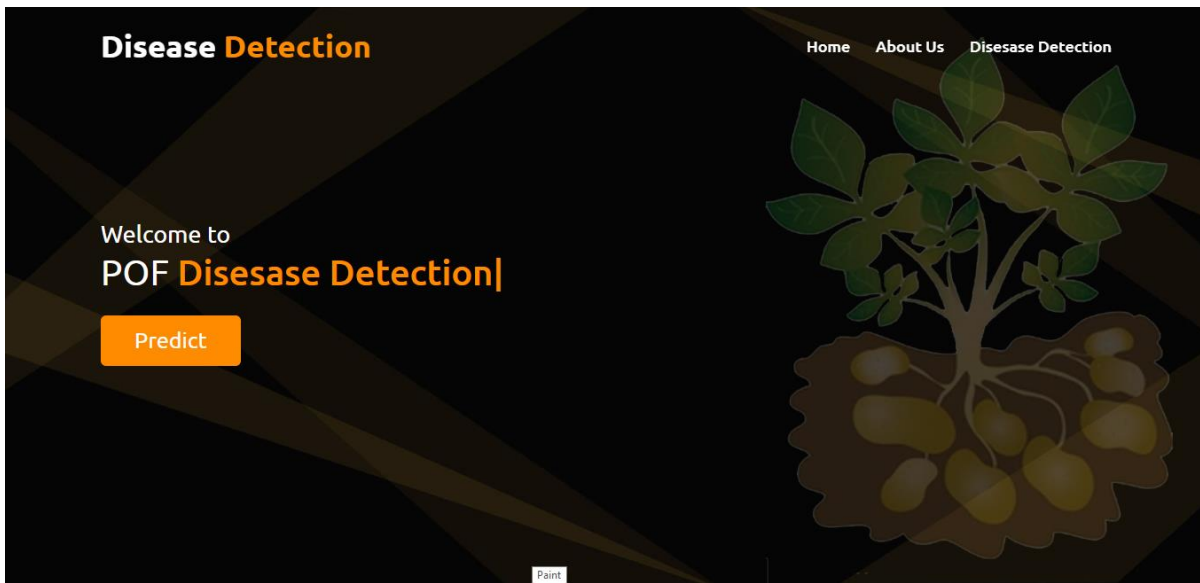 Disease Detection
Home About Us Disesase Detection
Welcome to
POF Disesase Detection|
Predict
Paint